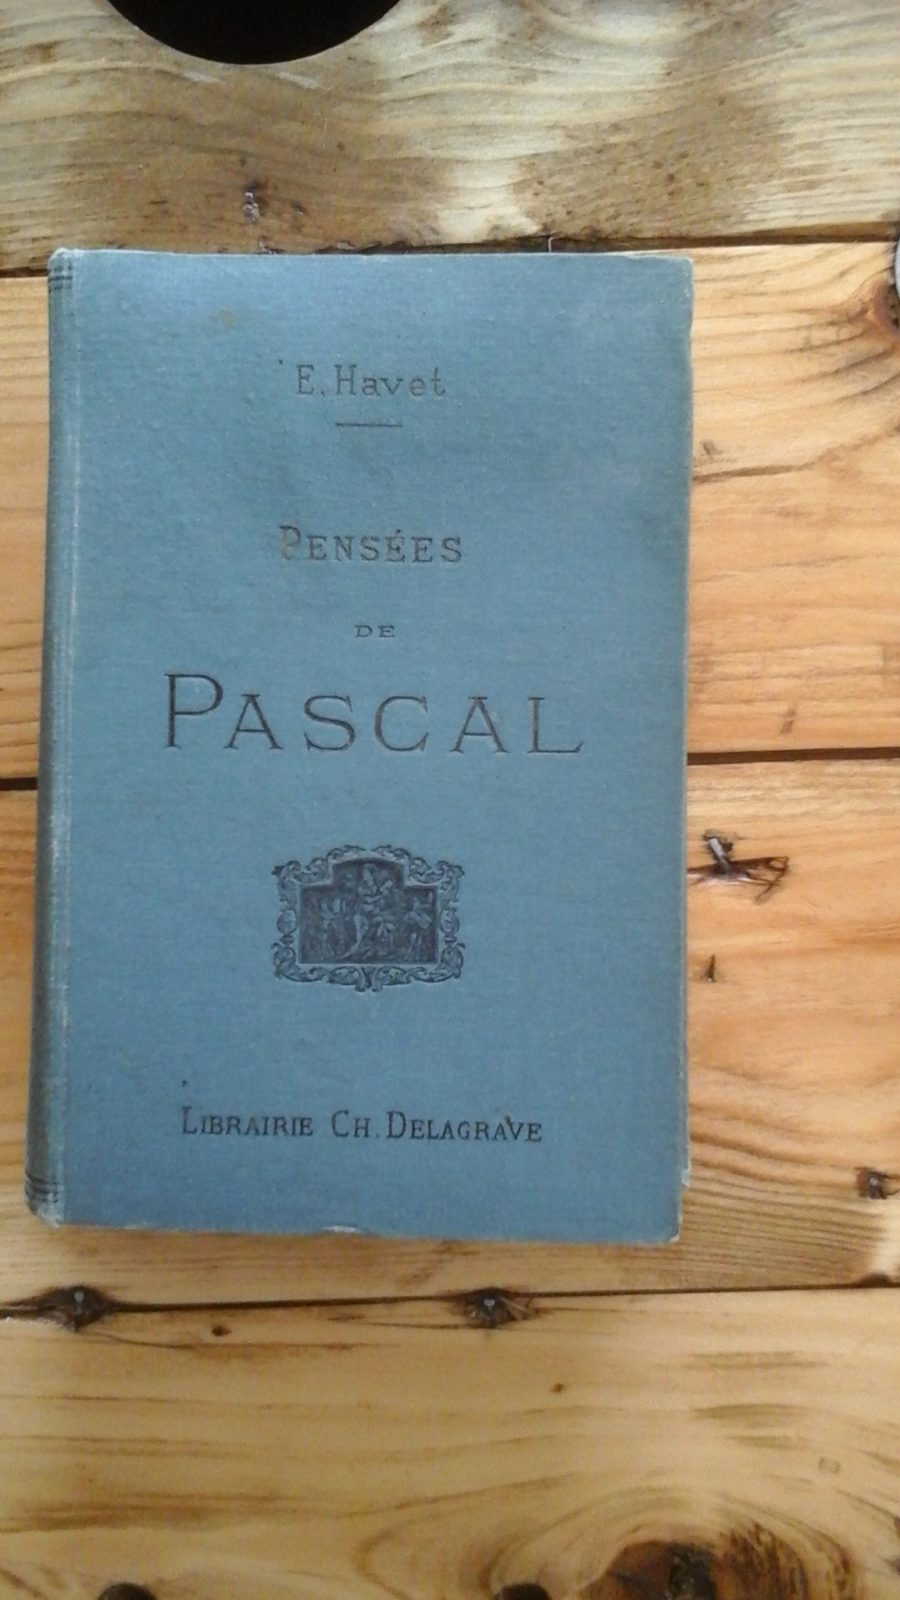 E. Havet
PENSÉES
DE
PASCAL
LIBRAIRIE CH. DELAGRAVE